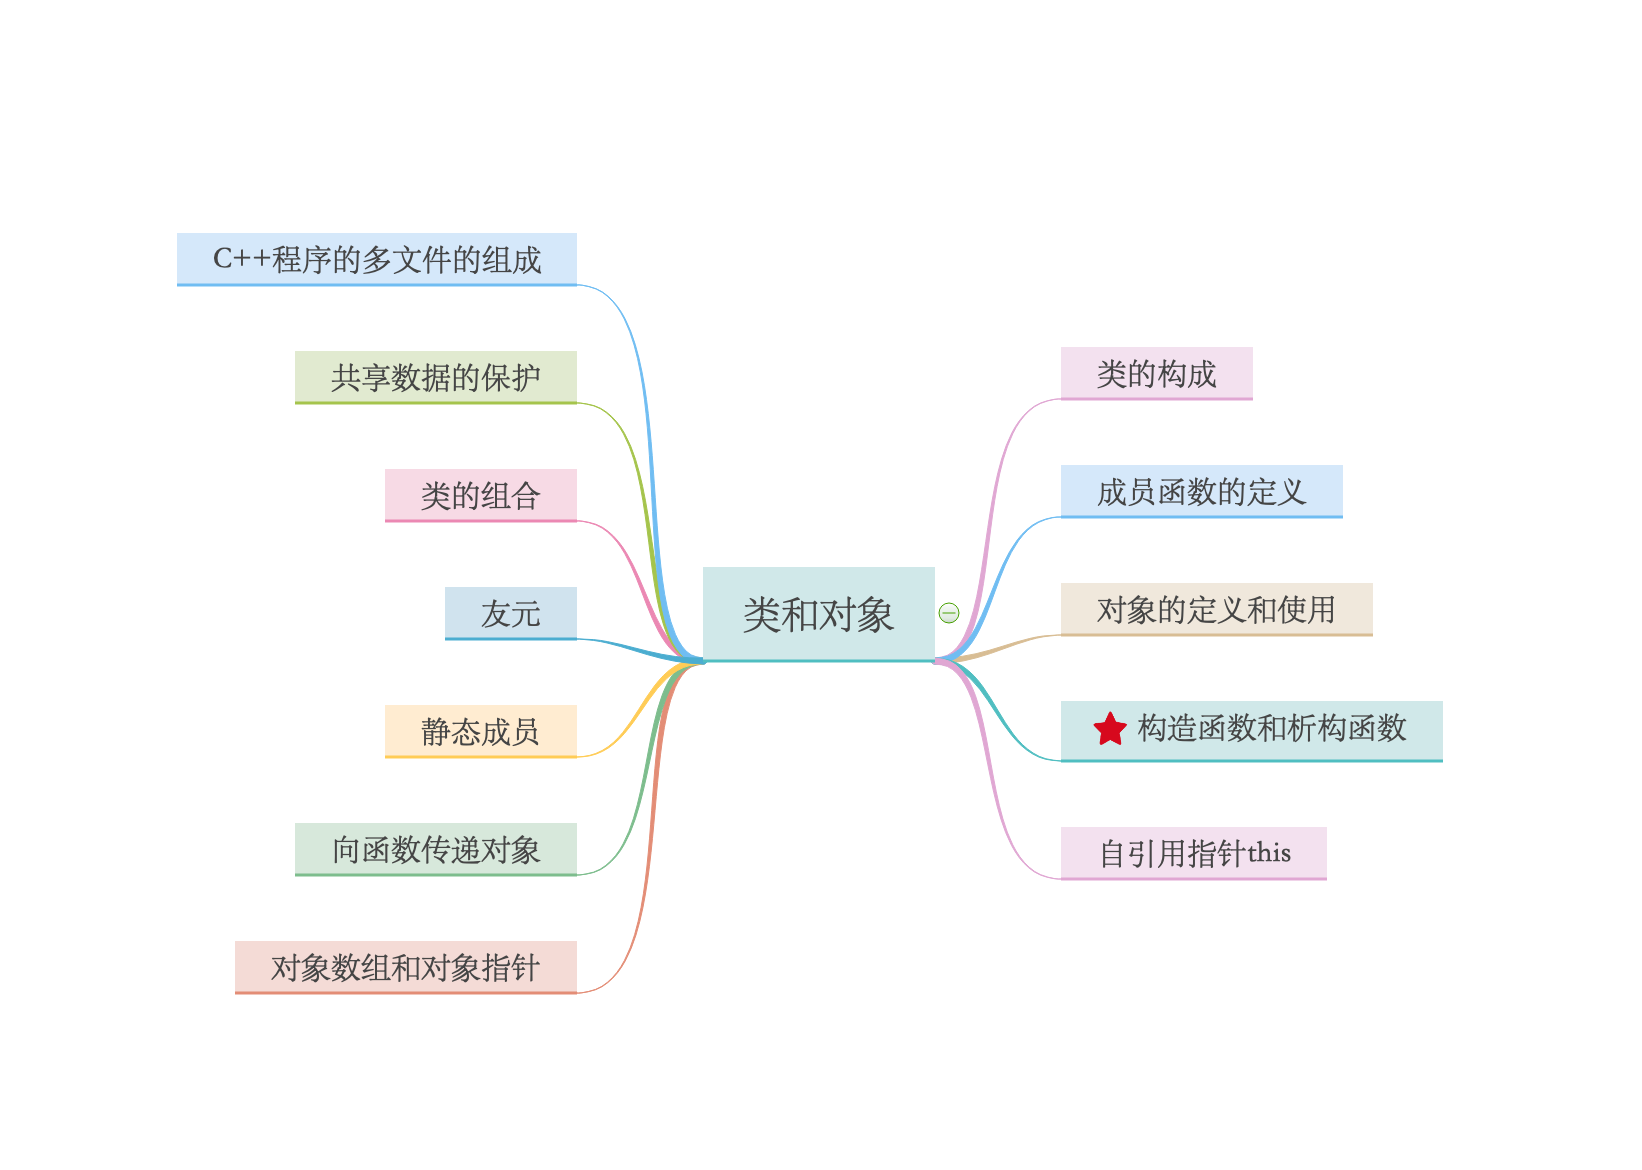 类和对象
类的构成
成员函数的定义
对象的定义和使用
构造函数和析构函数
自引用指针this
对象数组和对象指针
向函数传递对象
静态成员
友元
类的组合
共享数据的保护
C++程序的多文件的组成